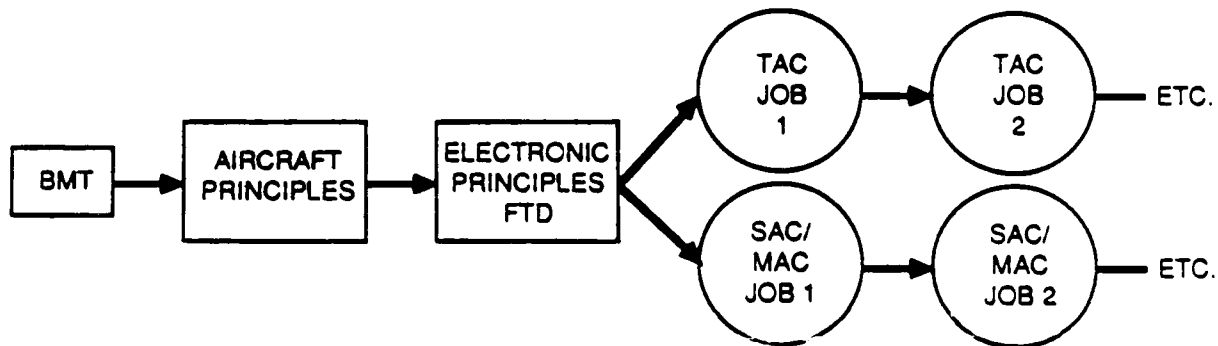 BMT
AIRCRAFT
PRINCIPLES
ELECTRONIC
PRINCIPLES
FTD
TAC
JOB
1
TAC
JOB
2
ETC.
SAC/
MAC
JOB 1
SAC/
MAC
JOB 2
ETC.